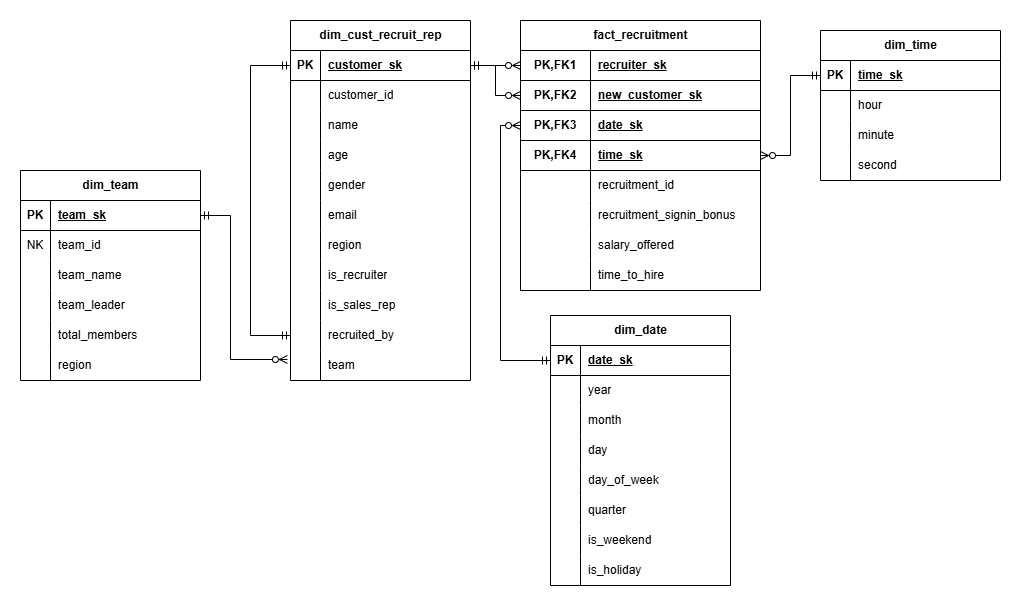 dim_cust_recruit_rep
PK customer_sk
customer_id
name
age
gender
email
region
is_recruiter
is_sales_rep
recruited_by
team
fact_recruitment
PK,FK1 recruiter_sk
PK,FK2 new_customer_sk
PK,FK3 date_sk
PK,FK4 time_sk
recruitment_id
recruitment_signin_bonus
salary_offered
time_to_hire
dim_time
PK time_sk
hour
minute
second
dim_team
PK team_sk
NK team_id
team_name
team_leader
total_members
region
dim_date
PK date_sk
year
month
day
day_of_week
quarter
is_weekend
is_holiday